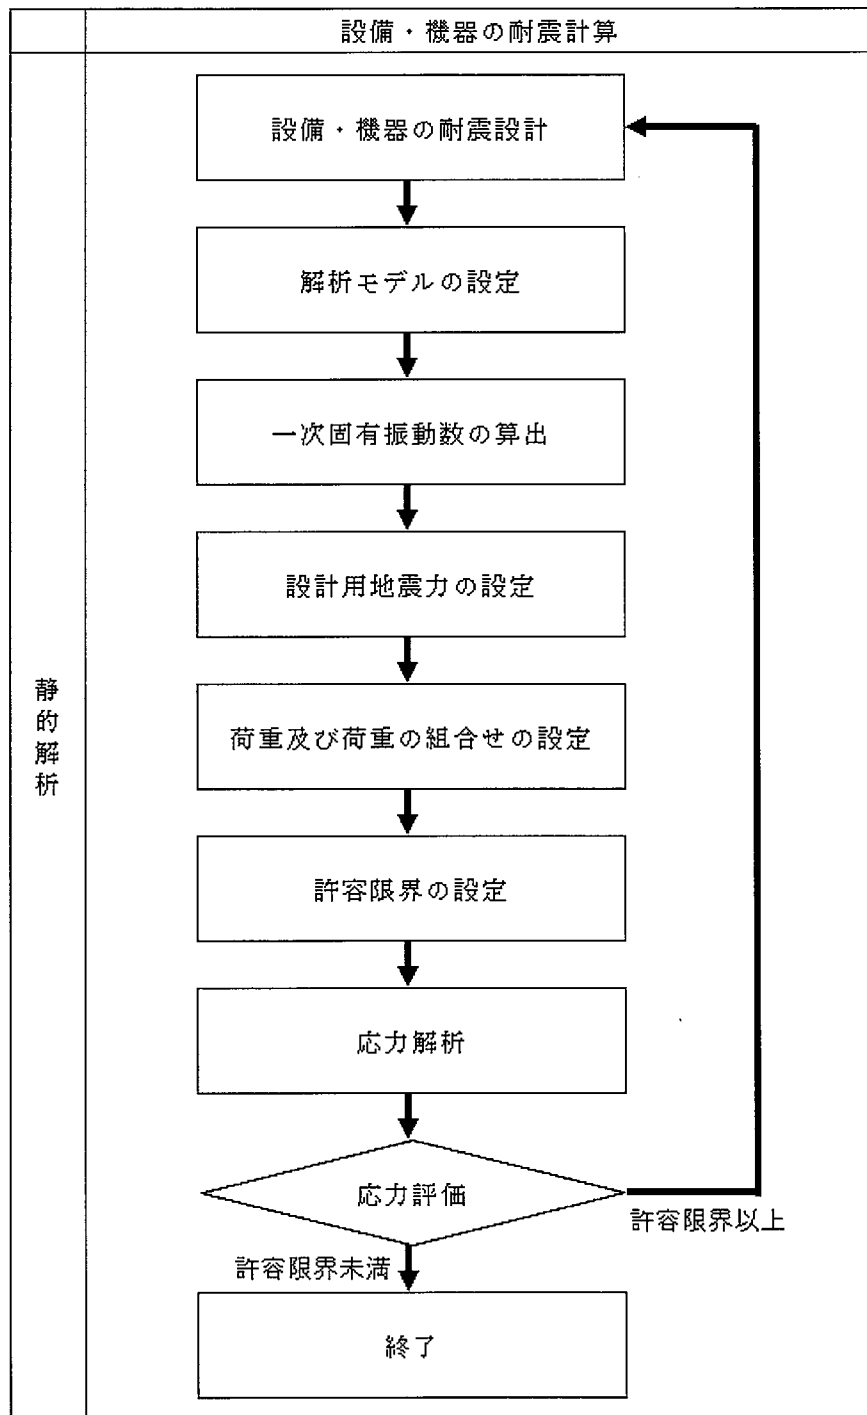 設備・機器の耐震計算
静的解析
設備・機器の耐震設計
解析モデルの設定
一次固有振動数の算出
設計用地震力の設定
荷重及び荷重の組合せの設定
許容限界の設定
応力解析
応力評価
許容限界以上
許容限界未満
終了